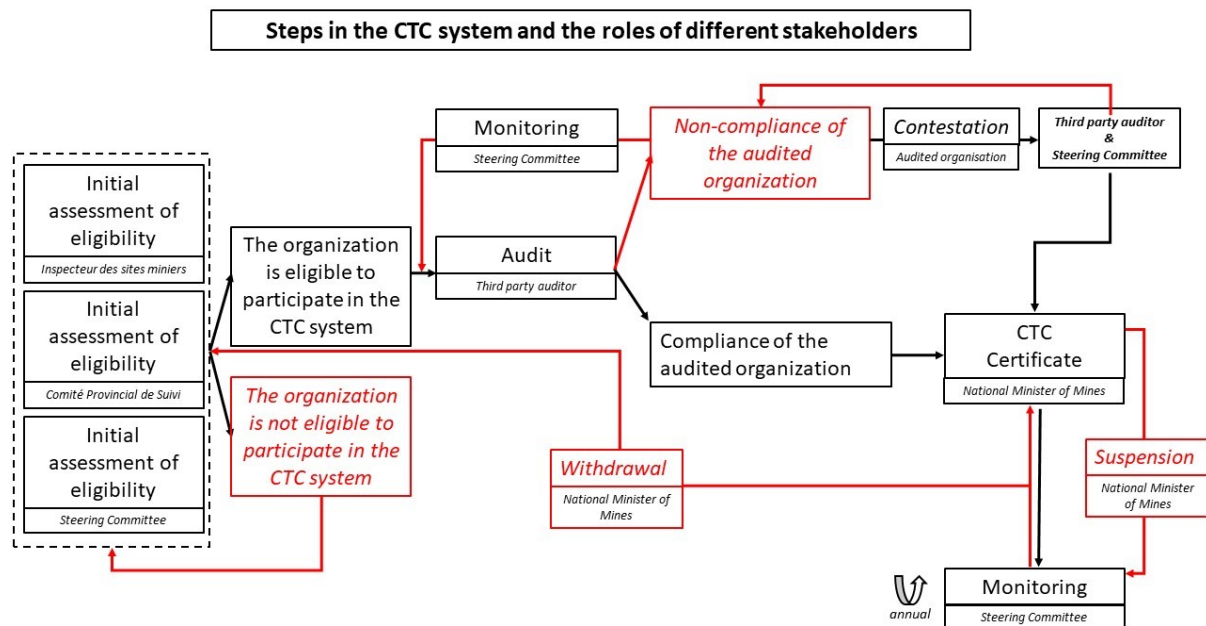 Steps in the CTC system and the roles of different stakeholders
Initial
assessment of
eligibility
Inspecteur des sites miniers
Initial
assessment of
eligibility
Comité Provincial de Suivi
Initial
assessment of
eligibility
Steering Committee
The organization
is eligible to
participate in the
CTC system
The organization
is not eligible to
participate in the
CTC system
Monitoring
Steering Committee
Audit
Third party auditor
Non-compliance of
the audited
organization
Contestation
Audited organisation
Third party auditor
&
Steering Committee
Compliance of the
audited organization
CTC
Certificate
National Minister of Mines
Withdrawal
National Minister of
Mines
Suspension
National Minister
of Mines
annual
Monitoring
Steering Committee